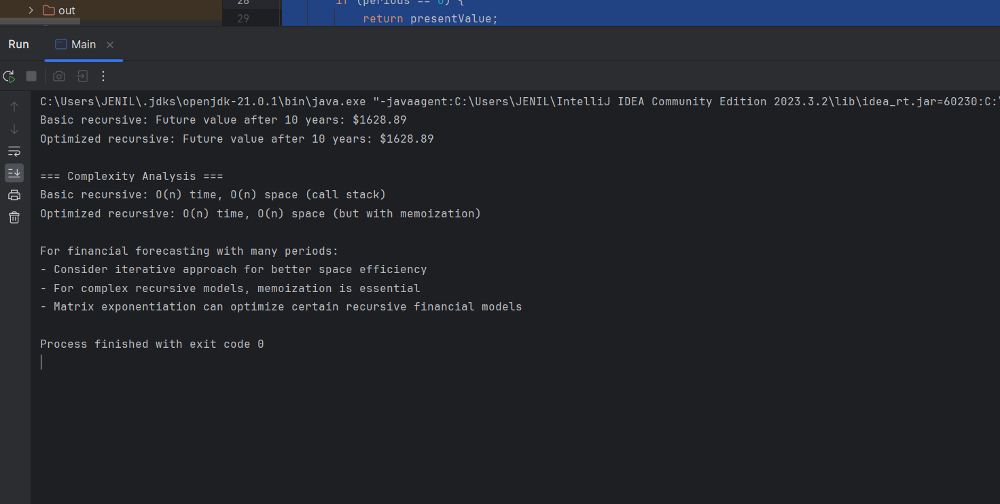 out
28 if (periods == 0) {
29 return presentValue;
Run Main
C:\Users\JENIL\.jdks\openjdk-21.0.1\bin\java.exe "-javaagent:C:\Users\JENIL\IntelliJ IDEA Community Edition 2023.3.2\lib\idea_rt.jar=60230:C:\
Basic recursive: Future value after 10 years: $1628.89
Optimized recursive: Future value after 10 years: $1628.89
=== Complexity Analysis ===
Basic recursive: O(n) time, O(n) space (call stack)
Optimized recursive: O(n) time, O(n) space (but with memoization)
For financial forecasting with many periods:
- Consider iterative approach for better space efficiency
- For complex recursive models, memoization is essential
- Matrix exponentiation can optimize certain recursive financial models
Process finished with exit code 0